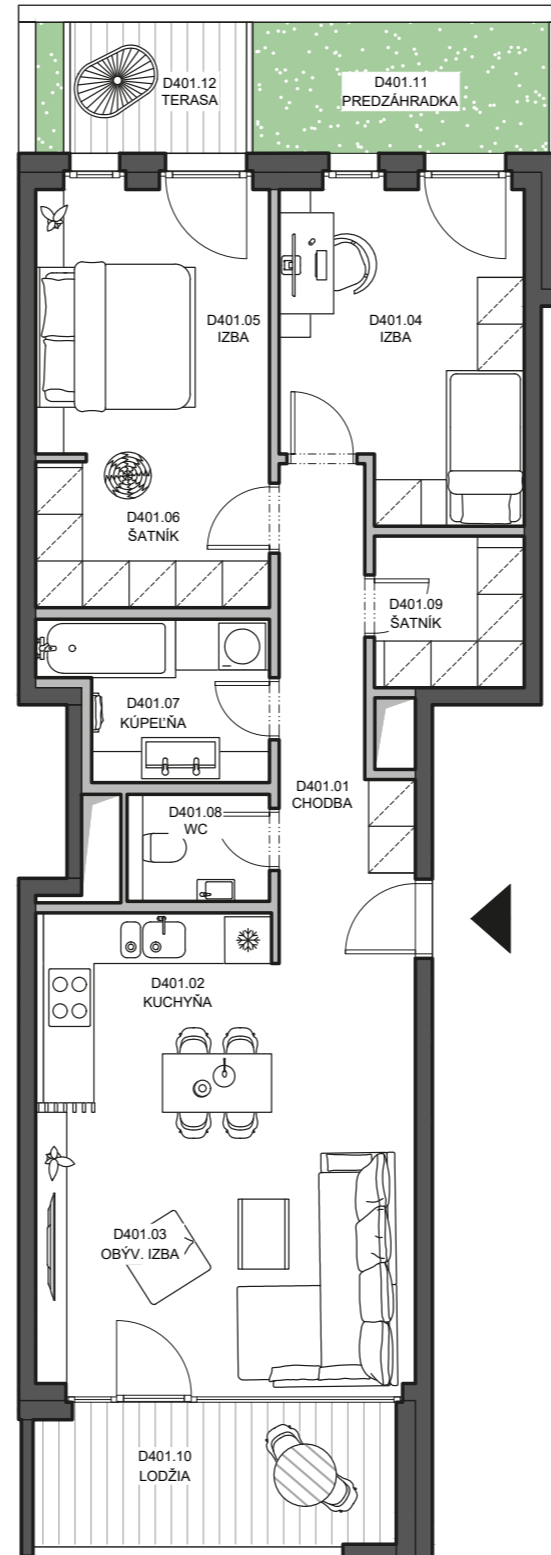 D401.12
TERASA
D401.11
PREDZÁHRADKA
D401.05
IZBA
D401.04
IZBA
D401.06
ŠATNÍK
D401.09
ŠATNÍK
D401.07
KÚPEĽŇA
D401.01
CHODBA
D401.08
WC
D401.02
KUCHYŇA
D401.03
OBÝV. IZBA
D401.10
LODŽIA